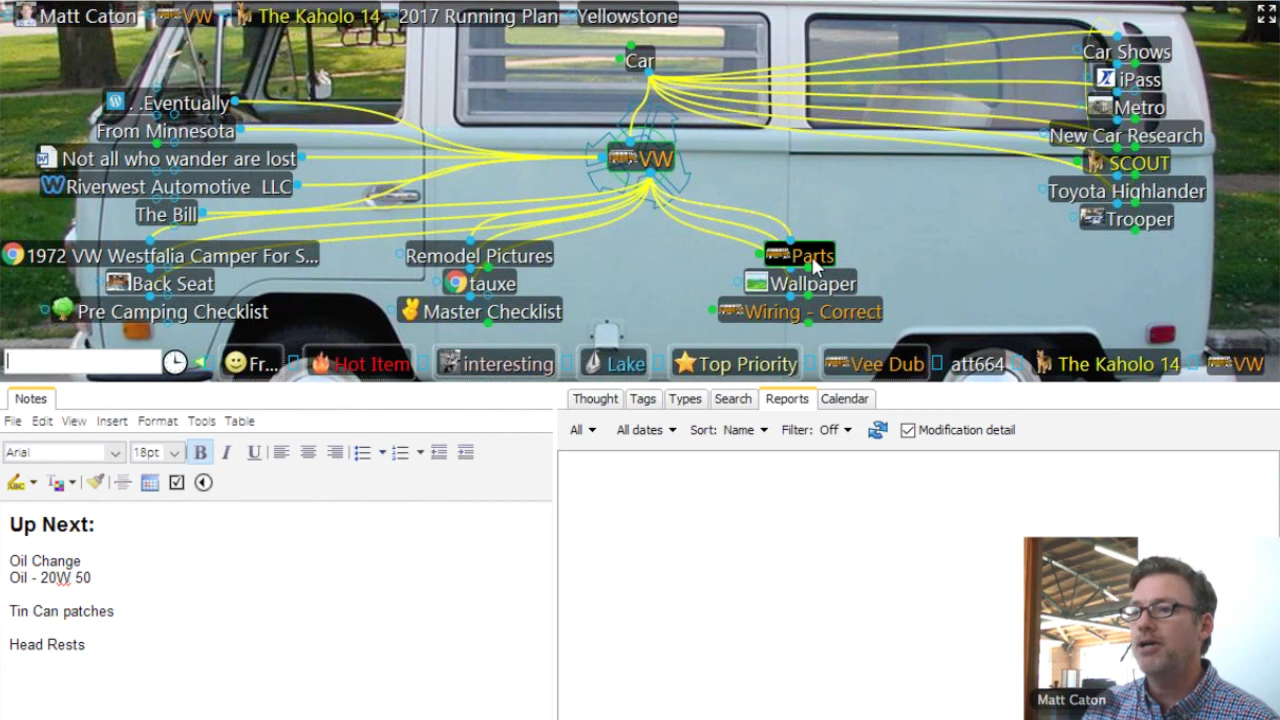 Matt Caton VW The Kaholo 14 2017 Running Plan Yellowstone
Car
Car Shows
iPass
. .Eventually
Metro
From Minnesota
New Car Research
Not all who wander are lost
VW
SCOUT
Riverwest Automotive LLC
Toyota Highlander
The Bill
Trooper
1972 VW Westfalia Camper For S...
Remodel Pictures
Parts
Back Seat
tauxe
Wallpaper
Pre Camping Checklist
Master Checklist
Wiring - Correct
Fr... Hot Item interesting Lake Top Priority Vee Dub att664 The Kaholo 14 VW
Notes
File Edit View Insert Format Tools Table
Arial 18pt B I U
ABC T
Up Next:
Oil Change
Oil - 20W 50
Tin Can patches
Head Rests
Thought Tags Types Search Reports Calendar
All All dates Sort: Name Filter: Off Modification detail
Matt Caton